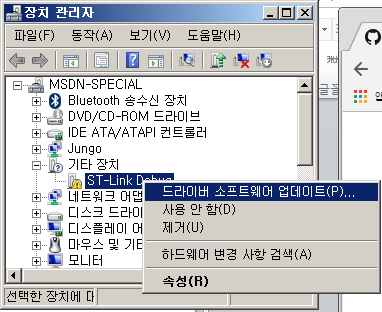 장치 관리자
파일(F) 동작(A) 보기(V) 도움말(H)
MSDN-SPECIAL
Bluetooth 송수신 장치
DVD/CD-ROM 드라이브
IDE ATA/ATAPI 컨트롤러
Jungo
기타 장치
ST-Link Debug
네트워크 어댑
디스크 드라이
디스플레이 어
마우스 및 기타
모니터
선택한 장치에 대
드라이버 소프트웨어 업데이트(P)...
사용 안 함(D)
제거(U)
하드웨어 변경 사항 검색(A)
속성(R)